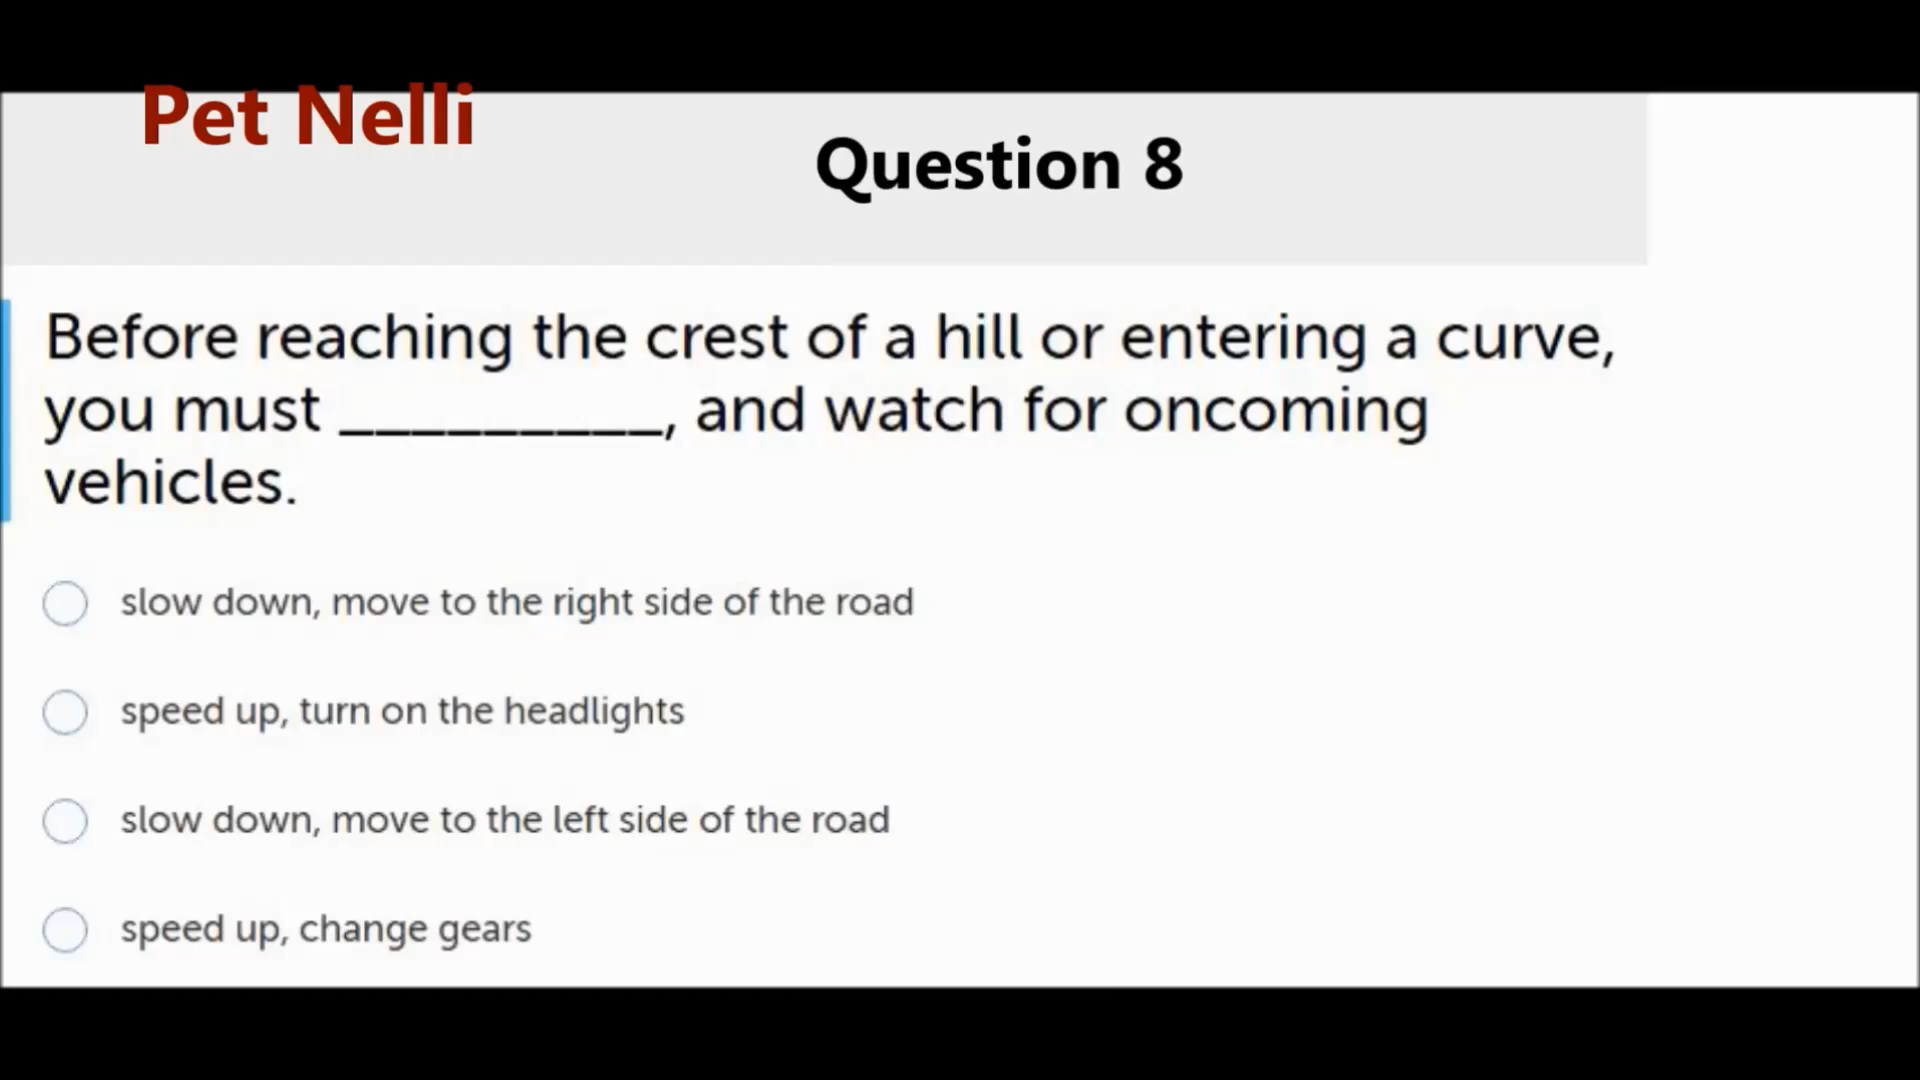 Pet Nelli
Question 8
Before reaching the crest of a hill or entering a curve,
you must _________, and watch for oncoming
vehicles.
slow down, move to the right side of the road
speed up, turn on the headlights
slow down, move to the left side of the road
speed up, change gears